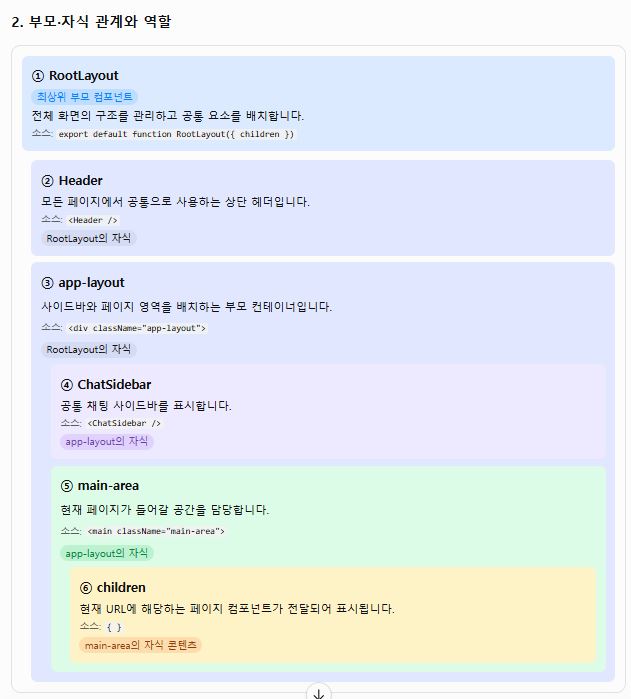 2. 부모·자식 관계와 역할
① RootLayout
최상위 부모 컴포넌트
전체 화면의 구조를 관리하고 공통 요소를 배치합니다.
소스: export default function RootLayout({ children })
② Header
모든 페이지에서 공통으로 사용하는 상단 헤더입니다.
소스: <Header />
RootLayout의 자식
③ app-layout
사이드바와 페이지 영역을 배치하는 부모 컨테이너입니다.
소스: <div className="app-layout">
RootLayout의 자식
④ ChatSidebar
공통 채팅 사이드바를 표시합니다.
소스: <ChatSidebar />
app-layout의 자식
⑤ main-area
현재 페이지가 들어갈 공간을 담당합니다.
소스: <main className="main-area">
app-layout의 자식
⑥ children
현재 URL에 해당하는 페이지 컴포넌트가 전달되어 표시됩니다.
소스: { }
main-area의 자식 콘텐츠